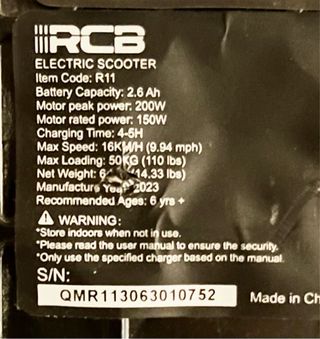 RCB
ELECTRIC SCOOTER
Item Code: R11
Battery Capacity: 2.6 Ah
Motor peak power: 200W
Motor rated power: 150W
Charging Time: 4-5H
Max Speed: 16KM/H (9.94 mph)
Max Loading: 50KG (110 lbs)
Net Weight: (14.33 lbs)
Manufacture 2023
Recommended Ages: 6 yrs +
WARNING:
*Store indoors when not in use.
*Please read the user manual to ensure the security.
*Only use the specified charger based on the manual.
S/N:
QMR113063010752
Made in